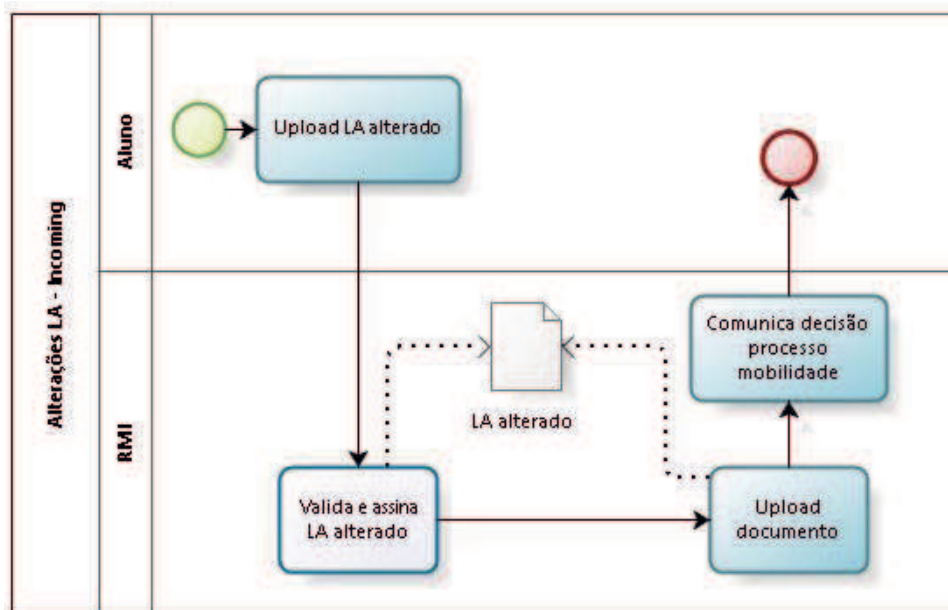 Alterações LA - Incoming
Aluno
Upload LA alterado
RMI
Comunica decisão
processo
mobilidade
LA alterado
Valida e assina
LA alterado
Upload
documento